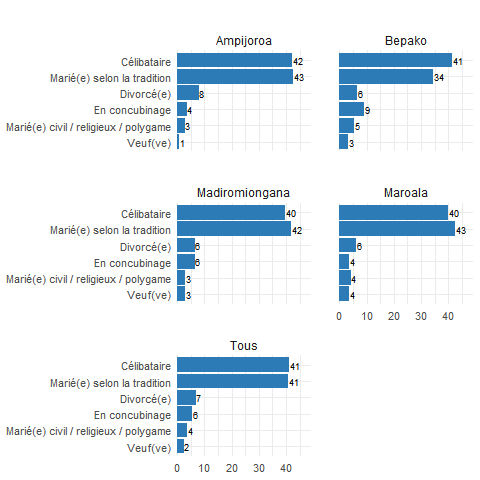 Ampijoroa
Célibataire 42
Marié(e) selon la tradition 43
Divorcé(e) 8
En concubinage 4
Marié(e) civil / religieux / polygame 3
Veuf(ve) 1
Bepako
41
34
6
9
5
3
Madiromiongana
Célibataire 40
Marié(e) selon la tradition 42
Divorcé(e) 6
En concubinage 6
Marié(e) civil / religieux / polygame 3
Veuf(ve) 3
Maroala
40
43
6
4
4
4
0 10 20 30 40
Tous
Célibataire 41
Marié(e) selon la tradition 41
Divorcé(e) 7
En concubinage 6
Marié(e) civil / religieux / polygame 4
Veuf(ve) 2
0 10 20 30 40